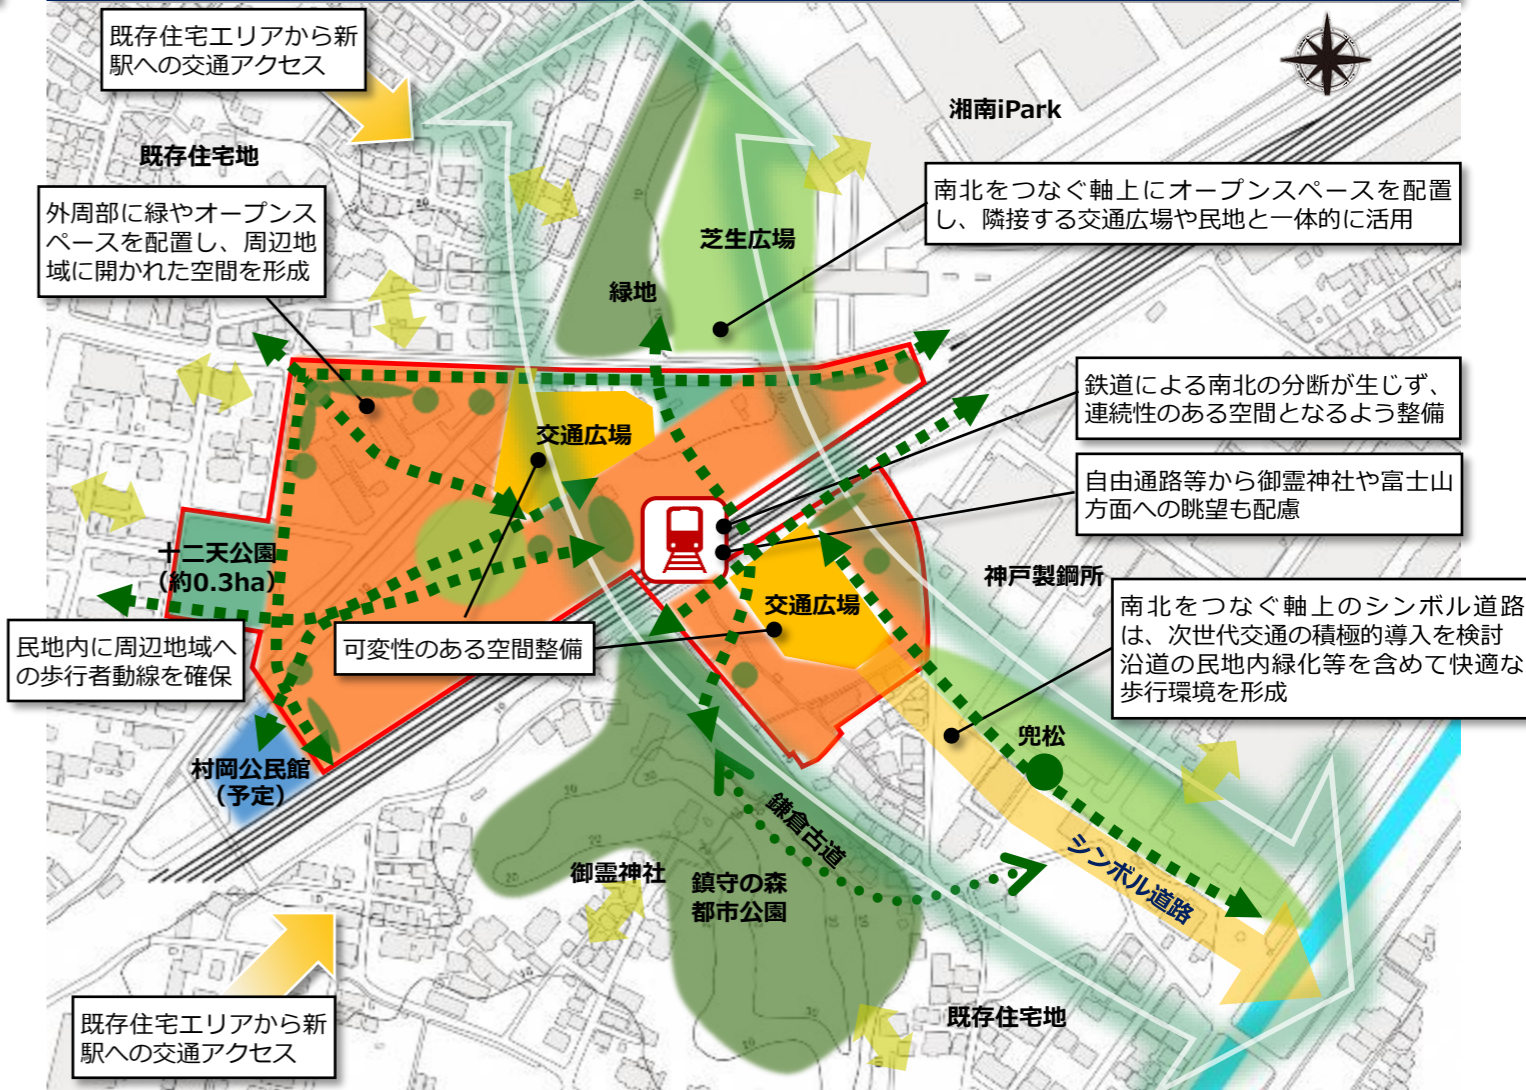 既存住宅エリアから新
駅への交通アクセス
湘南iPark
既存住宅地
南北をつなぐ軸上にオープンスペースを配置
し、隣接する交通広場や民地と一体的に活用
外周部に緑やオープンス
ペースを配置し、周辺地
域に開かれた空間を形成
芝生広場
緑地
鉄道による南北の分断が生じず、
連続性のある空間となるよう整備
交通広場
自由通路等から御霊神社や富士山
方面への眺望も配慮
十二天公園
（約0.3ha）
神戸製鋼所
交通広場
南北をつなぐ軸上のシンボル道路
は、次世代交通の積極的導入を検討
沿道の民地内緑化等を含めて快適な
歩行環境を形成
民地内に周辺地域へ
の歩行者動線を確保
可変性のある空間整備
兜松
村岡公民館
（予定）
鎌倉古道
シンボル道路
御霊神社
鎮守の森
都市公園
既存住宅地
既存住宅エリアから新
駅への交通アクセス